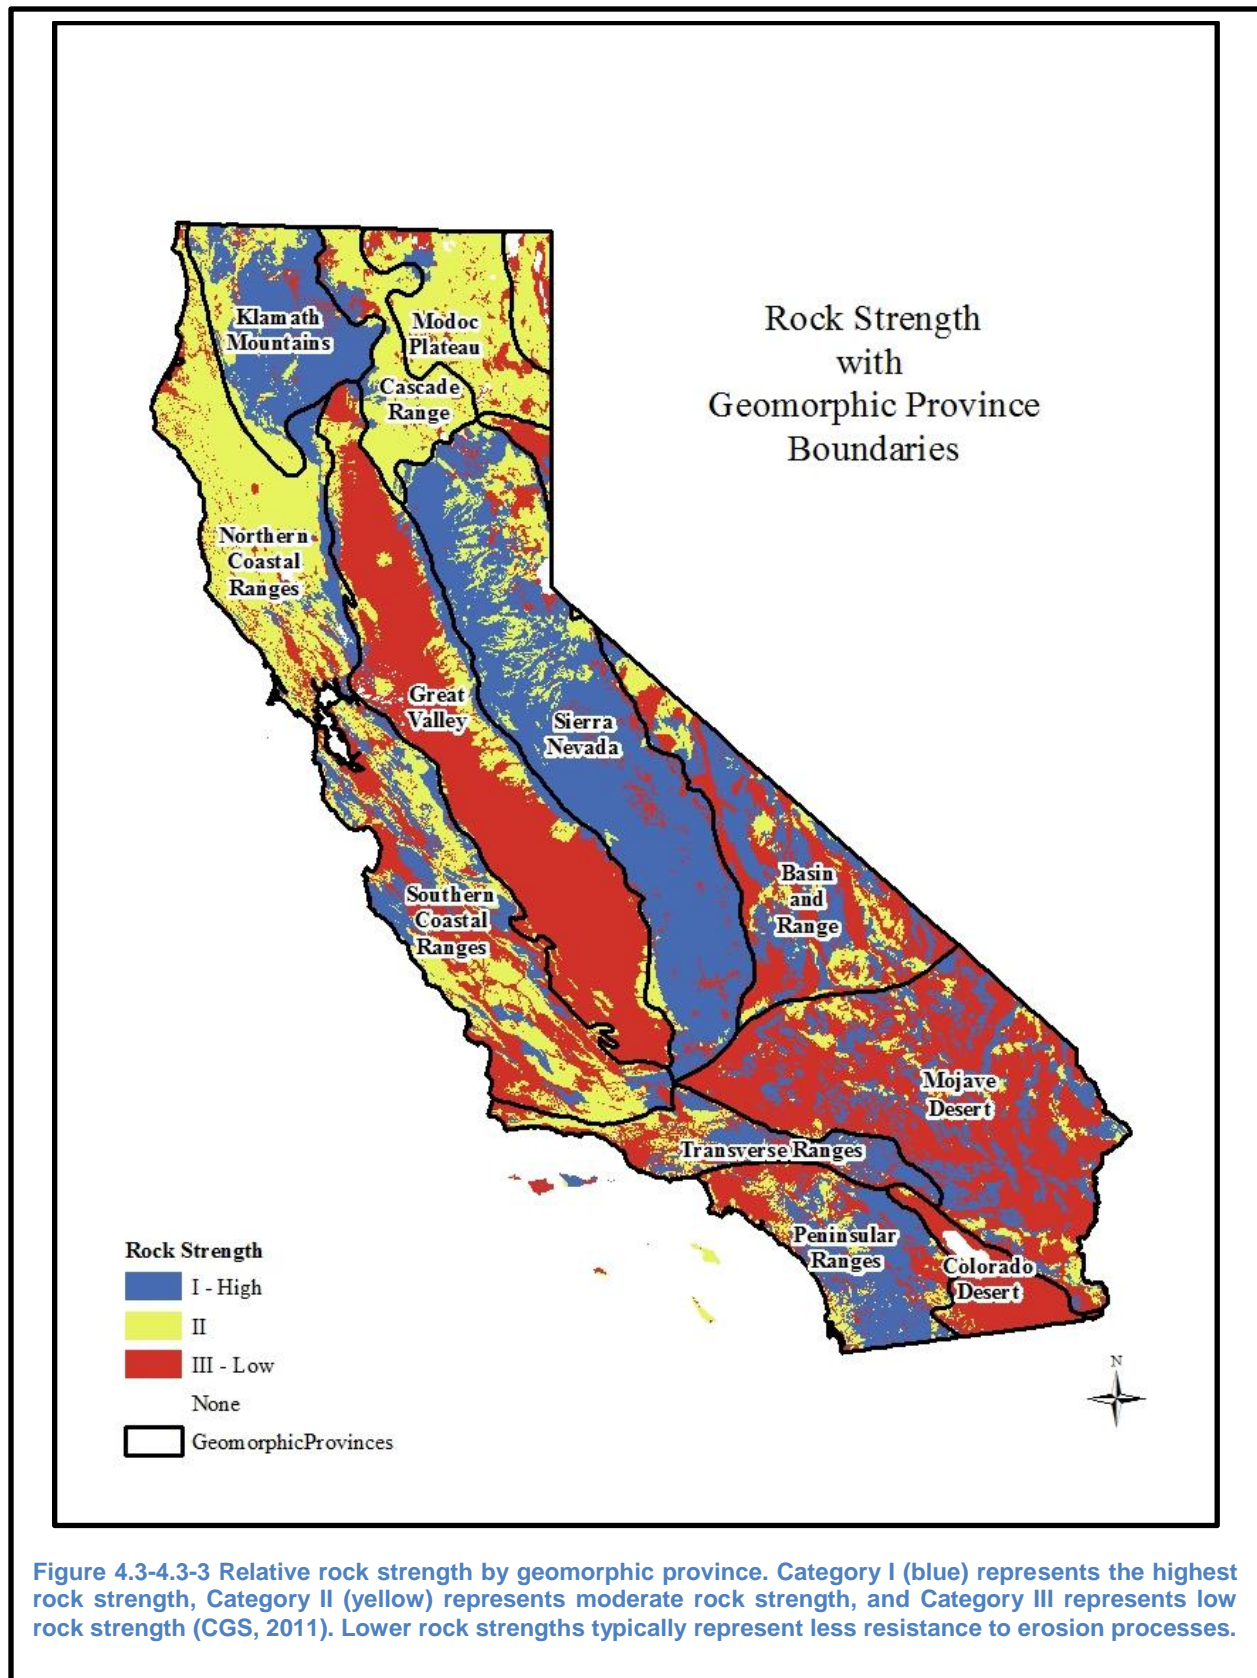 Rock Strength
with
Geomorphic Province
Boundaries
Klamath
Mountains
Modoc
Plateau
Cascade
Range
Northern
Coastal
Ranges
Great
Valley
Sierra
Nevada
Basin
and
Range
Southern
Coastal
Ranges
Mojave
Desert
Transverse Ranges
Peninsular
Ranges
Colorado
Desert
Rock Strength
I - High
II
III - Low
None
GeomorphicProvinces
N
Figure 4.3-4.3-3 Relative rock strength by geomorphic province. Category I (blue) represents the highest
rock strength, Category II (yellow) represents moderate rock strength, and Category III represents low
rock strength (CGS, 2011). Lower rock strengths typically represent less resistance to erosion processes.